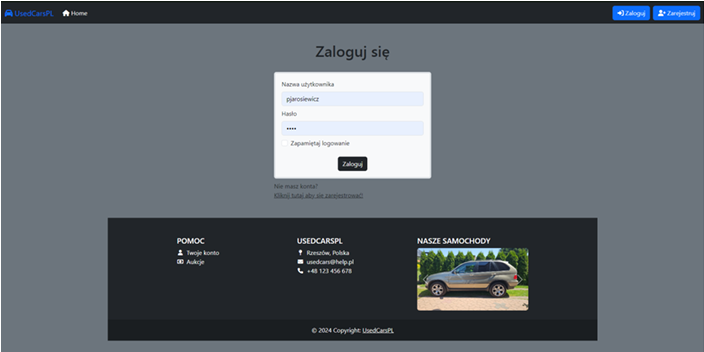 UsedCarsPL Home Zaloguj Zarejestruj
Zaloguj się
Nazwa użytkownika
pjarosiewicz
Hasło
••••
Zapamiętaj logowanie
Zaloguj
Nie masz konta?
Kliknij tutaj aby się zarejestrować!
POMOC
Twoje konto
Aukcje
USEDCARSPL
Rzeszów, Polska
usedcars@help.pl
+48 123 456 678
NASZE SAMOCHODY
© 2024 Copyright: UsedCarsPL